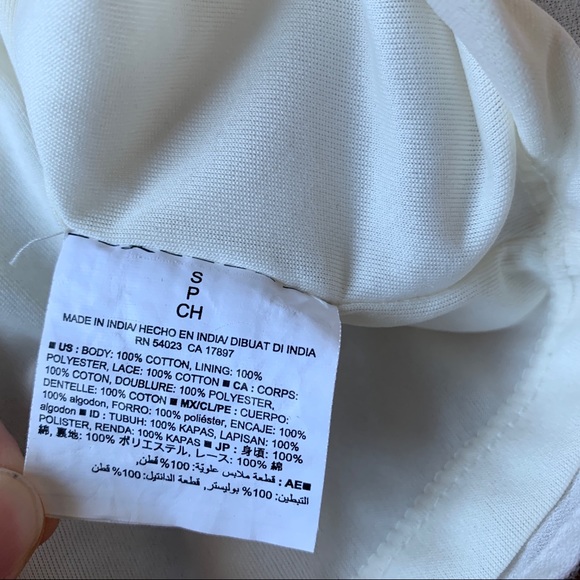 S
P
CH
MADE IN INDIA/ HECHO EN INDIA/ DIBUAT DI INDIA
RN 54023 CA 17897
■ US : BODY: 100% COTTON, LINING: 100%
POLYESTER, LACE: 100% COTTON ■ CA : CORPS:
100% COTON, DOUBLURE: 100% POLYESTER,
DENTELLE: 100% COTON ■ MX/CL/PE : CUERPO:
100% algodon, FORRO: 100% poliéster, ENCAJE: 100%
algodon ■ ID : TUBUH: 100% KAPAS, LAPISAN: 100%
POLISTER, RENDA: 100% KAPAS ■ JP : 身頃: 100%
綿, 裏地: 100% ポリエステル, レース: 100% 綿
■AE : قطعة ملابس علويّة: 100% قطن,
التبطين: 100% بوليستر, قطعة الدانتيل: 100% قطن